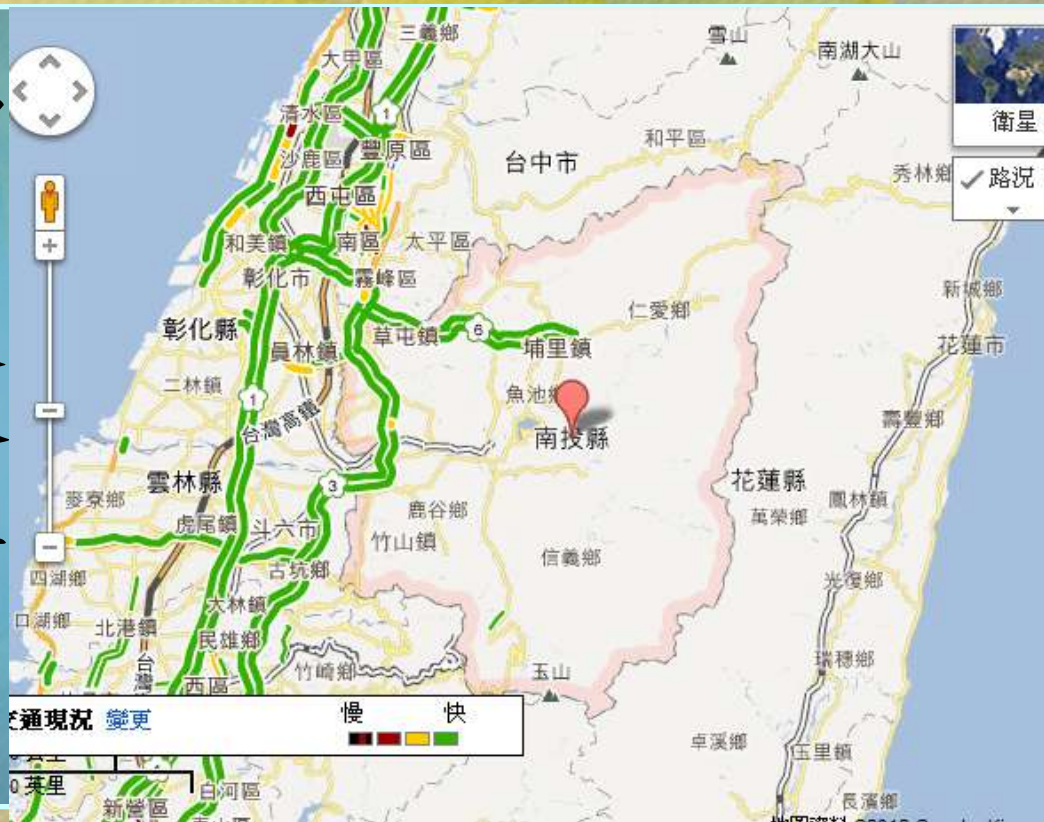 三義鄉
雪山
南湖大山
大甲區
衛星
清水區
1
和平區
豐原區
沙鹿區
台中市
秀林鄉
路況
西屯區
和美鎮
南區
太平區
彰化市
霧峰區
新城鄉
仁愛鄉
彰化縣
草屯鎮
6
花蓮市
員林鎮
埔里鎮
二林鎮
魚池鄉
1
台灣高鐵
壽豐鄉
南投縣
雲林縣
3
花蓮縣
麥寮鄉
鹿谷鄉
鳳林鎮
萬榮鄉
虎尾鎮
斗六市
竹山鎮
信義鄉
四湖鄉
古坑鄉
光復鄉
大林鎮
口湖鄉
北港鎮
民雄鄉
台灣
瑞穗鄉
竹崎鄉
玉山
西區
交通現況 變更
慢 快
卓溪鄉
玉里鎮
0 英里
白河區
新營區
長濱鄉